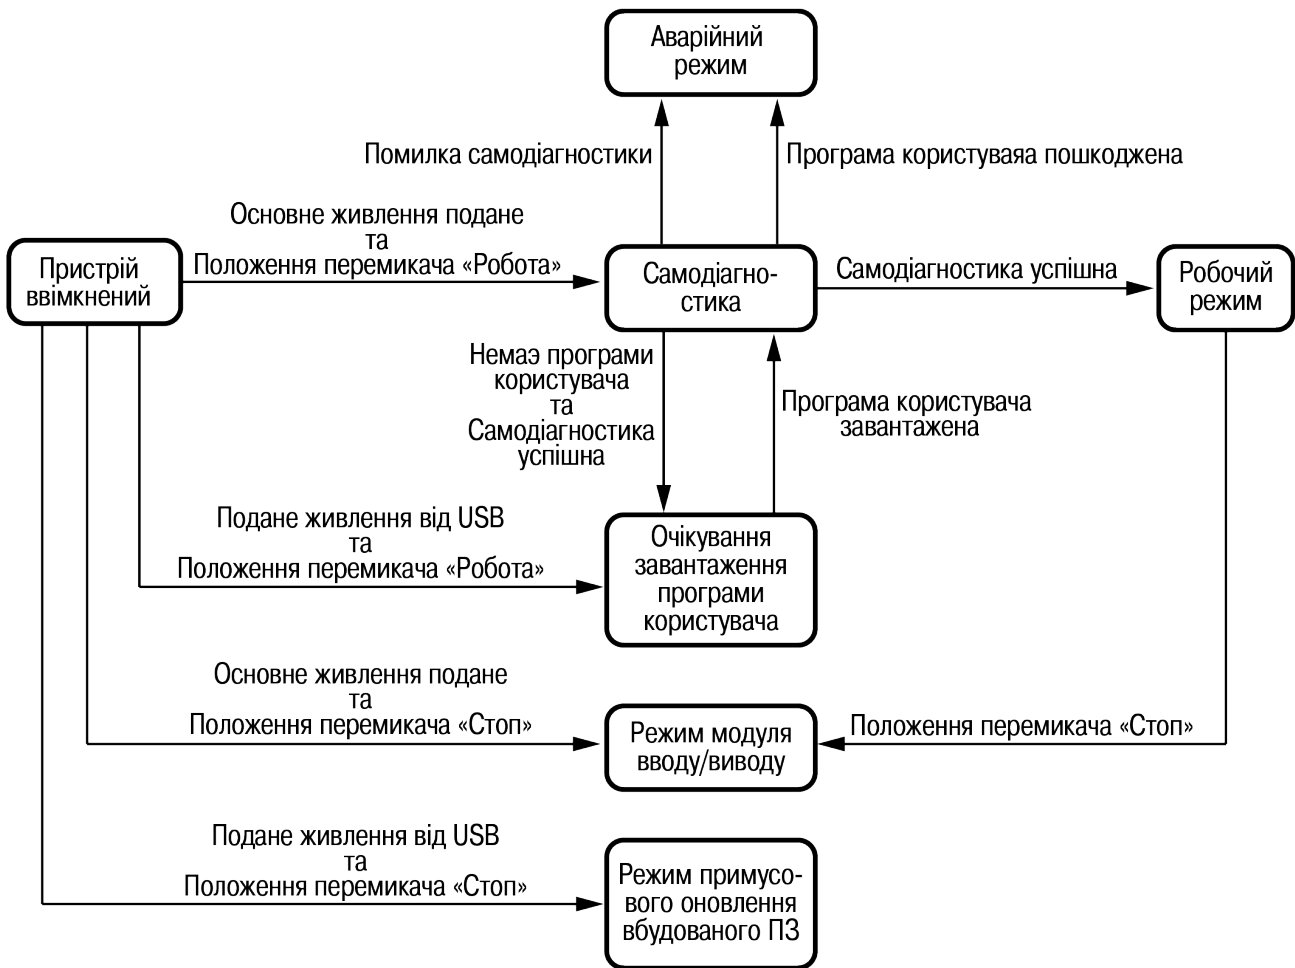 Аварійний
режим
Помилка самодіагностики
Програма користуваяа пошкоджена
Основне живлення подане
та
Положення перемикача «Робота»
Пристрій
ввімкнений
Самодіагно-
стика
Самодіагностика успішна
Робочий
режим
Немаэ програми
користувача
та
Самодіагностика
успішна
Програма користувача
завантажена
Подане живлення від USB
та
Положення перемикача «Робота»
Очікування
завантаження
програми
користувача
Основне живлення подане
та
Положення перемикача «Стоп»
Режим модуля
вводу/виводу
Положення перемикача «Стоп»
Подане живлення від USB
та
Положення перемикача «Стоп»
Режим примусо-
вого оновлення
вбудованого ПЗ